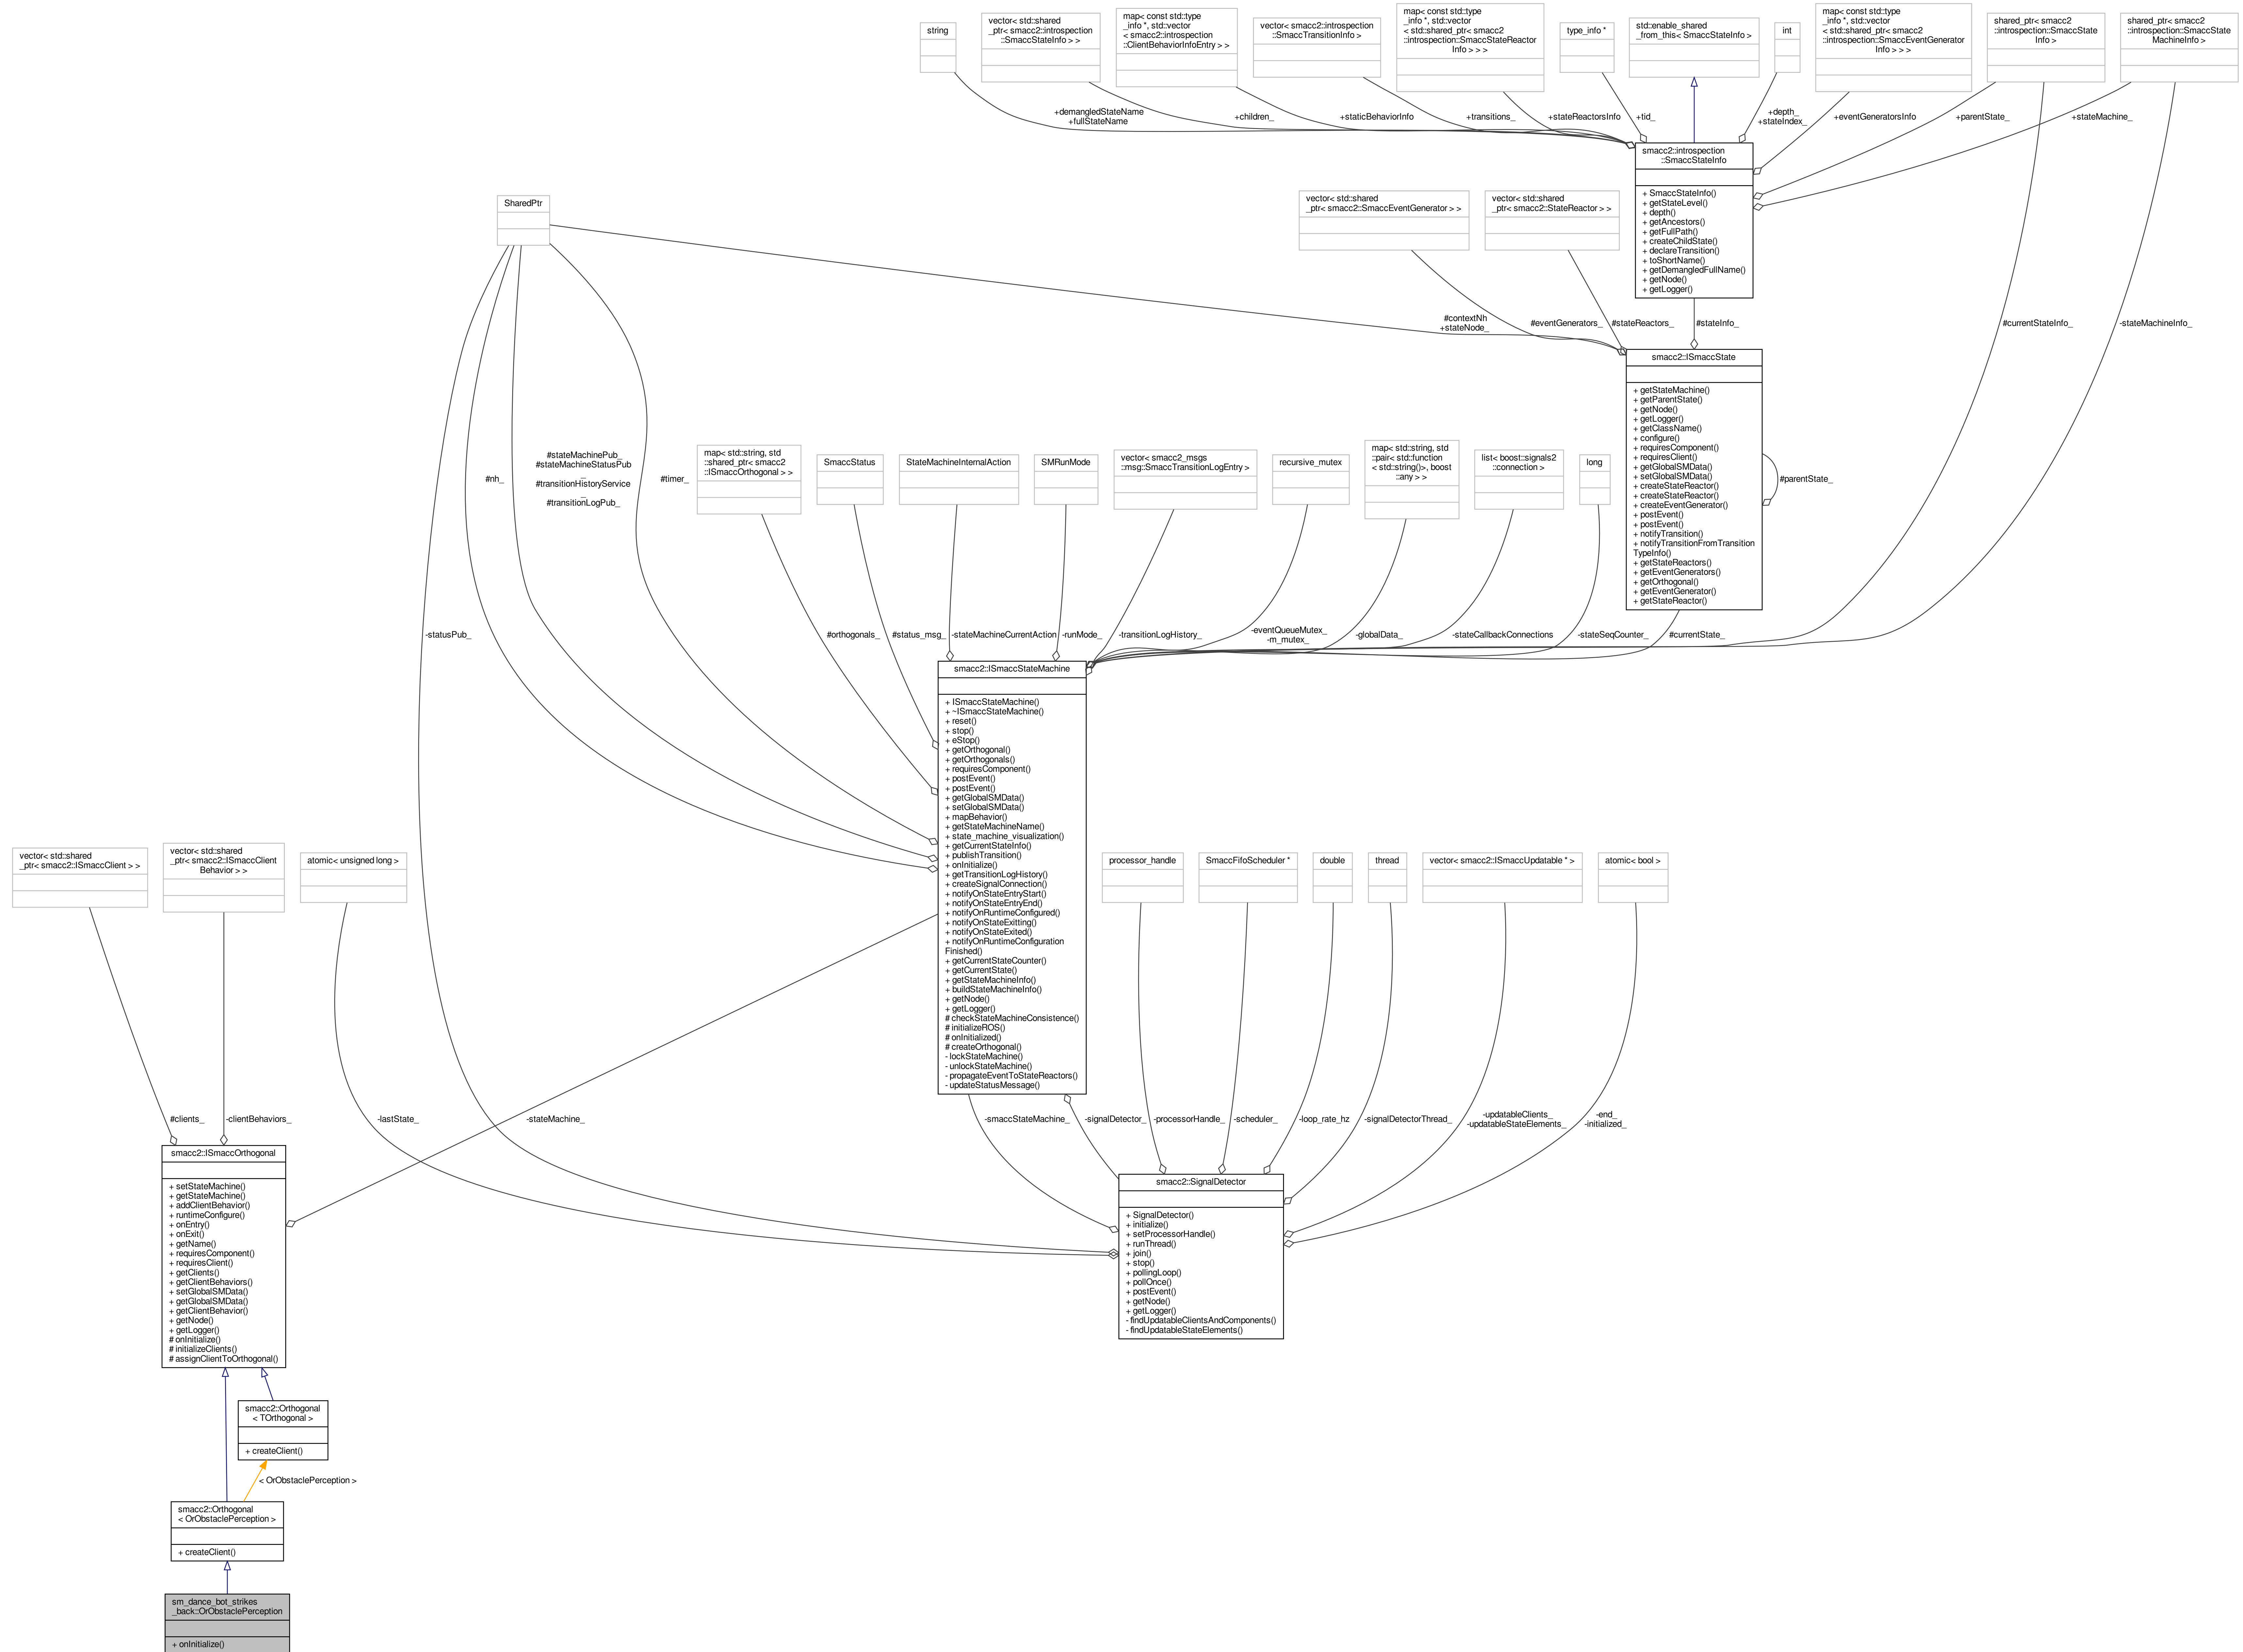 string
vector< std::shared
_ptr< smacc2::introspection
::SmaccStateInfo > >
map< const std::type
_info *, std::vector
< smacc2::introspection
::ClientBehaviorInfoEntry > >
vector< smacc2::introspection
::SmaccTransitionInfo >
map< const std::type
_info *, std::vector
< std::shared_ptr< smacc2
::introspection::SmaccStateReactor
Info > > >
type_info *
std::enable_shared
_from_this< SmaccStateInfo >
int
map< const std::type
_info *, std::vector
< std::shared_ptr< smacc2
::introspection::SmaccEventGenerator
Info > > >
shared_ptr< smacc2
::introspection::SmaccState
Info >
shared_ptr< smacc2
::introspection::SmaccState
MachineInfo >
+demangledStateName
+fullStateName
+children_
+staticBehaviorInfo
+transitions_
+stateReactorsInfo
+tid_
+depth_
+stateIndex_
+eventGeneratorsInfo
+parentState_
+stateMachine_
smacc2::introspection
::SmaccStateInfo
+ SmaccStateInfo()
+ getStateLevel()
+ depth()
+ getAncestors()
+ getFullPath()
+ createChildState()
+ declareTransition()
+ toShortName()
+ getDemangledFullName()
+ getNode()
+ getLogger()
SharedPtr
vector< std::shared
_ptr< smacc2::SmaccEventGenerator > >
vector< std::shared
_ptr< smacc2::StateReactor > >
#contextNh
+stateNode_
#eventGenerators_
#stateReactors_
#stateInfo_
#currentStateInfo_
-stateMachineInfo_
smacc2::ISmaccState
+ getStateMachine()
+ getParentState()
+ getNode()
+ getLogger()
+ getClassName()
+ configure()
+ requiresComponent()
+ requiresClient()
+ getGlobalSMData()
+ setGlobalSMData()
+ createStateReactor()
+ createStateReactor()
+ createEventGenerator()
+ postEvent()
+ postEvent()
+ notifyTransition()
+ notifyTransitionFromTransition
TypeInfo()
+ getStateReactors()
+ getEventGenerators()
+ getOrthogonal()
+ getEventGenerator()
+ getStateReactor()
#parentState_
#nh_
#stateMachinePub_
#stateMachineStatusPub
_
#transitionHistoryService
_
#transitionLogPub_
#timer_
map< std::string, std
::shared_ptr< smacc2
::ISmaccOrthogonal > >
SmaccStatus
StateMachineInternalAction
SMRunMode
vector< smacc2_msgs
::msg::SmaccTransitionLogEntry >
recursive_mutex
map< std::string, std
::pair< std::function
< std::string()>, boost
::any > >
list< boost::signals2
::connection >
long
-statusPub_
#orthogonals_
#status_msg_
-stateMachineCurrentAction
-runMode_
-transitionLogHistory_
-eventQueueMutex_
-m_mutex_
-globalData_
-stateCallbackConnections
-stateSeqCounter_
#currentState_
smacc2::ISmaccStateMachine
+ ISmaccStateMachine()
+ ~ISmaccStateMachine()
+ reset()
+ stop()
+ eStop()
+ getOrthogonal()
+ getOrthogonals()
+ requiresComponent()
+ postEvent()
+ postEvent()
+ getGlobalSMData()
+ setGlobalSMData()
+ mapBehavior()
+ getStateMachineName()
+ state_machine_visualization()
+ getCurrentStateInfo()
+ publishTransition()
+ onInitialize()
+ getTransitionLogHistory()
+ createSignalConnection()
+ notifyOnStateEntryStart()
+ notifyOnStateEntryEnd()
+ notifyOnRuntimeConfigured()
+ notifyOnStateExitting()
+ notifyOnStateExited()
+ notifyOnRuntimeConfiguration
Finished()
+ getCurrentStateCounter()
+ getCurrentState()
+ getStateMachineInfo()
+ buildStateMachineInfo()
+ getNode()
+ getLogger()
# checkStateMachineConsistence()
# initializeROS()
# onInitialized()
# createOrthogonal()
- lockStateMachine()
- unlockStateMachine()
- propagateEventToStateReactors()
- updateStatusMessage()
vector< std::shared
_ptr< smacc2::ISmaccClient > >
vector< std::shared
_ptr< smacc2::ISmaccClient
Behavior > >
atomic< unsigned long >
processor_handle
SmaccFifoScheduler *
double
thread
vector< smacc2::ISmaccUpdatable * >
atomic< bool >
#clients_
-clientBehaviors_
-lastState_
-stateMachine_
-smaccStateMachine_
-signalDetector_
-processorHandle_
-scheduler_
-loop_rate_hz
-signalDetectorThread_
-updatableClients_
-updatableStateElements_
-end_
-initialized_
smacc2::ISmaccOrthogonal
+ setStateMachine()
+ getStateMachine()
+ addClientBehavior()
+ runtimeConfigure()
+ onEntry()
+ onExit()
+ getName()
+ requiresComponent()
+ requiresClient()
+ getClients()
+ getClientBehaviors()
+ setGlobalSMData()
+ getGlobalSMData()
+ getClientBehavior()
+ getNode()
+ getLogger()
# onInitialize()
# initializeClients()
# assignClientToOrthogonal()
smacc2::SignalDetector
+ SignalDetector()
+ initialize()
+ setProcessorHandle()
+ runThread()
+ join()
+ stop()
+ pollingLoop()
+ pollOnce()
+ postEvent()
+ getNode()
+ getLogger()
- findUpdatableClientsAndComponents()
- findUpdatableStateElements()
smacc2::Orthogonal
< TOrthogonal >
+ createClient()
< OrObstaclePerception >
smacc2::Orthogonal
< OrObstaclePerception >
+ createClient()
sm_dance_bot_strikes
_back::OrObstaclePerception
+ onInitialize()